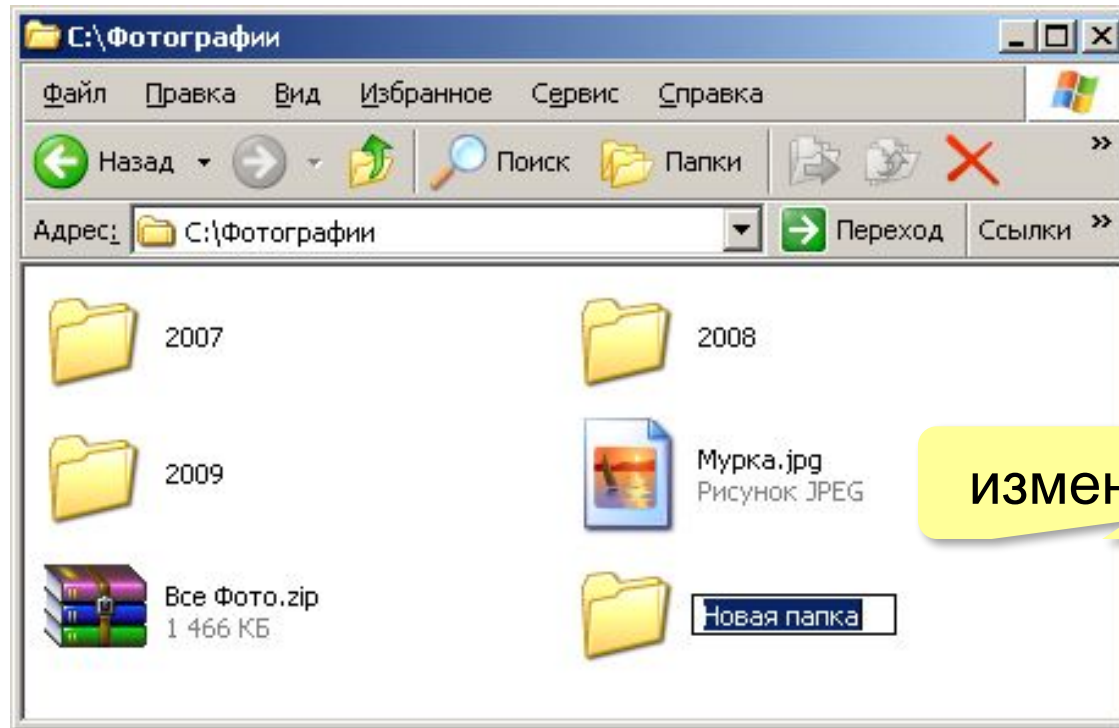 C:\Фотографии
Файл Правка Вид Избранное Сервис Справка
Назад Поиск Папки »
Адрес: C:\Фотографии Переход Ссылки »
2007 2008
2009
Мурка.jpg
Рисунок JPEG
измен
Все Фото.zip
1 466 КБ
Новая папка